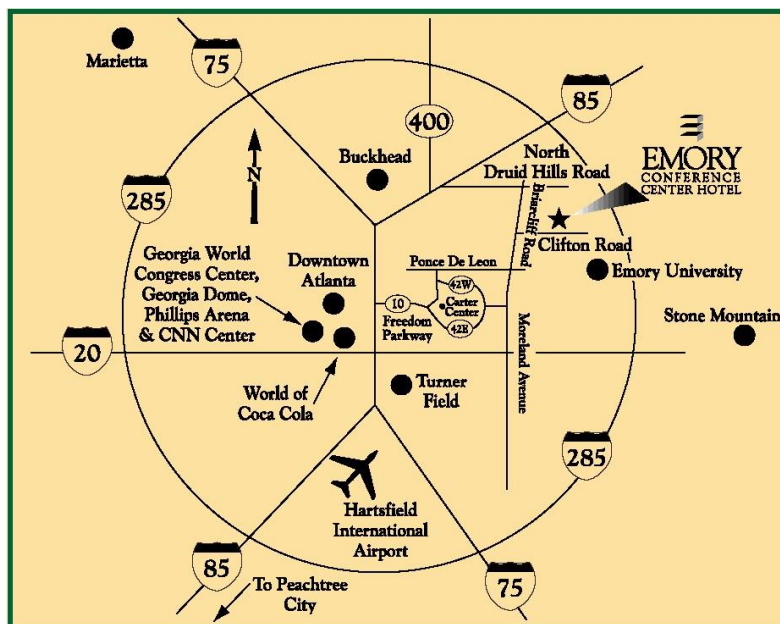 Marietta
75
400
85
EMORY
CONFERENCE
CENTER HOTEL
North
Druid Hills Road
Buckhead
N
285
Briarcliff Road
Clifton Road
Emory University
Georgia World
Congress Center,
Georgia Dome,
Phillips Arena
& CNN Center
Downtown
Atlanta
Ponce De Leon
42W
10
Carter
Center
Freedom
Parkway
42E
Moreland Avenue
Stone Mountain
20
World of
Coca Cola
Turner
Field
285
Hartsfield
International
Airport
85
75
To Peachtree
City